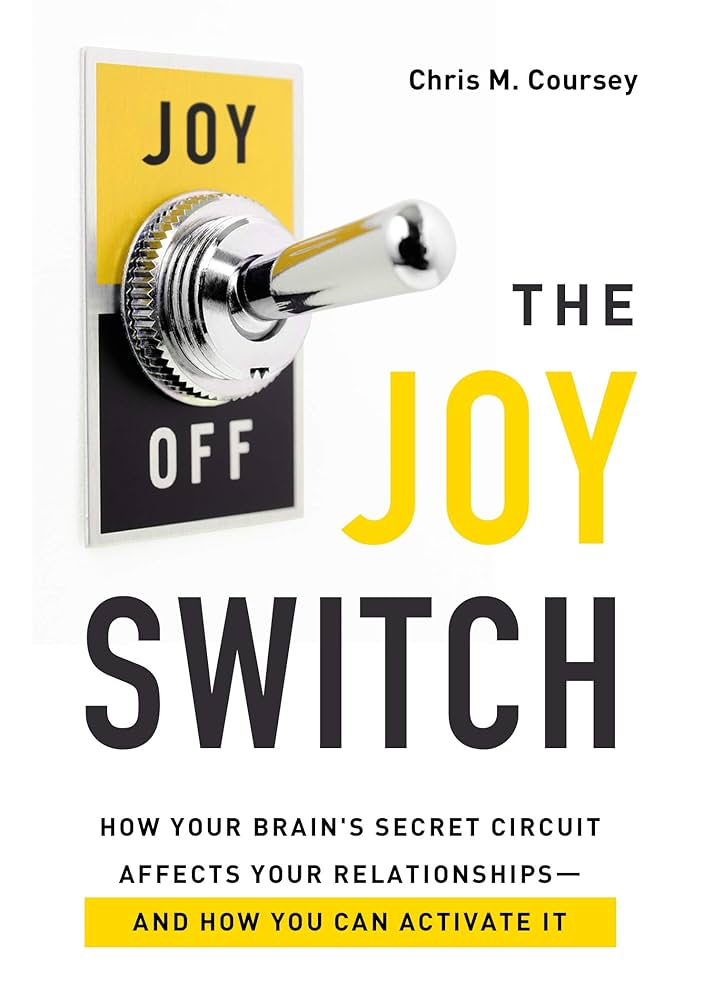 Chris M. Coursey
JOY
OFF
THE
JOY
SWITCH
HOW YOUR BRAIN'S SECRET CIRCUIT
AFFECTS YOUR RELATIONSHIPS—
AND HOW YOU CAN ACTIVATE IT